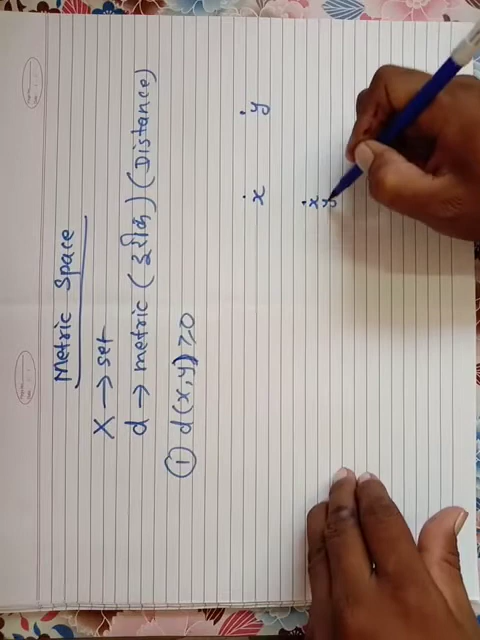 Metric Space
X → set
d → metric ( दूरीक ) (Distance)
① d(x,y) ≥ 0
ẋ ẏ
ẋ
y